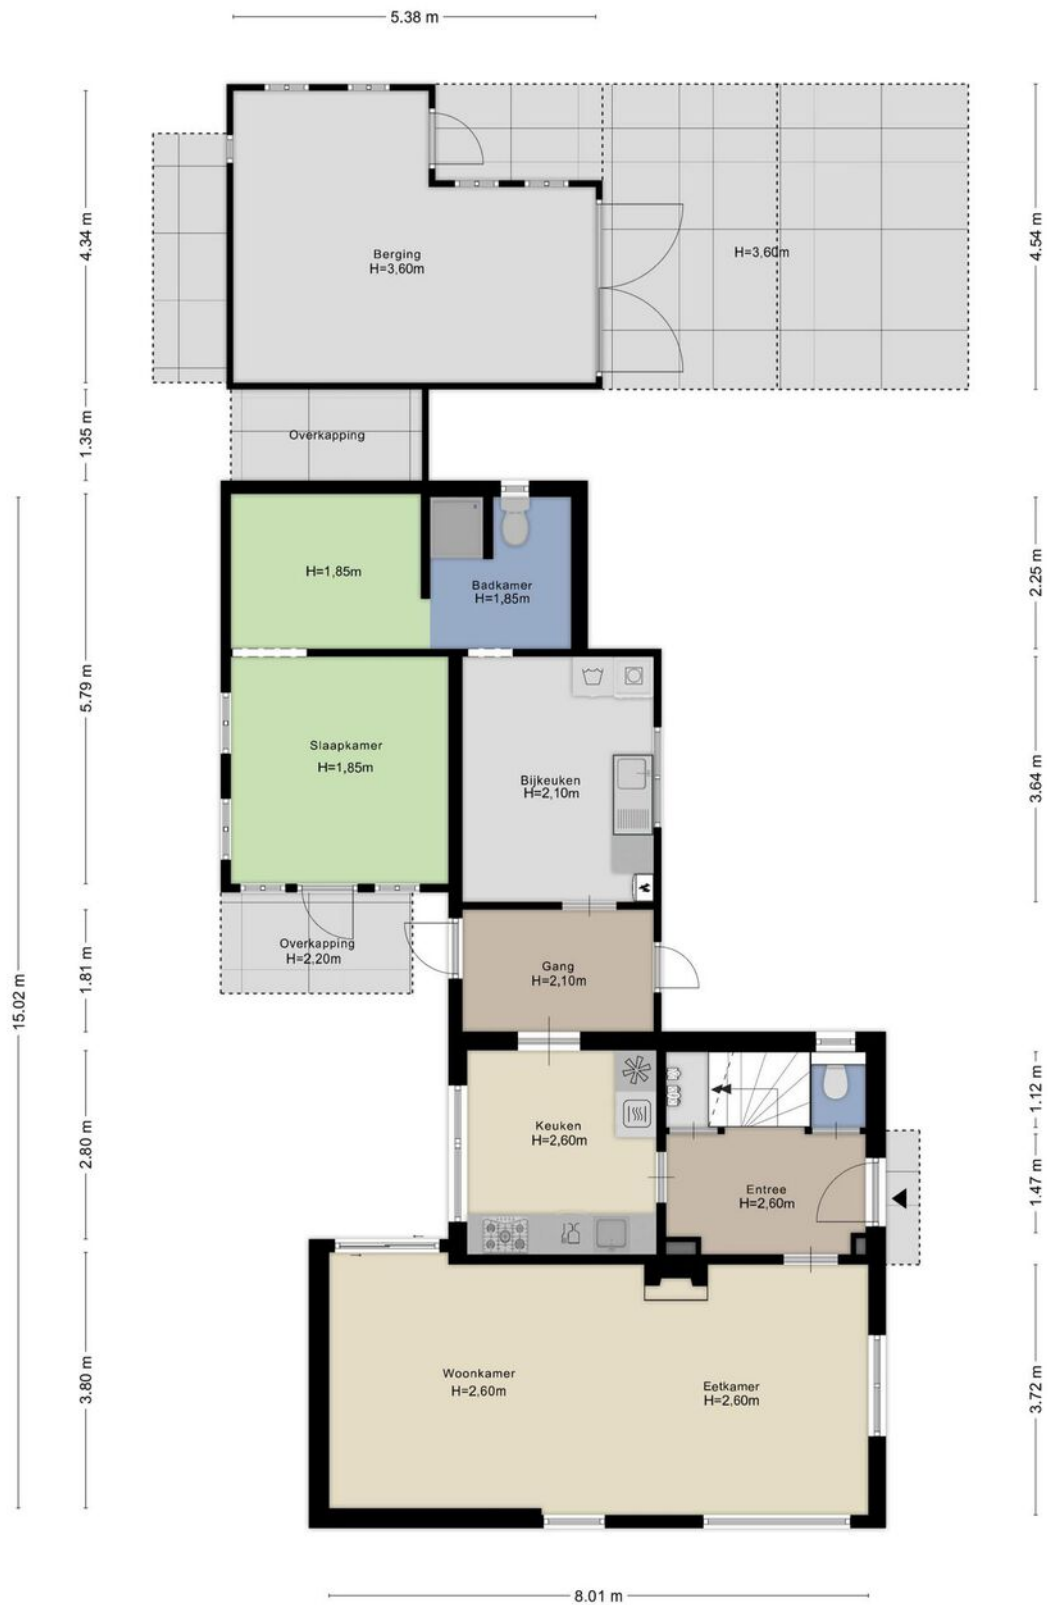 5.38 m
4.34 m
4.54 m
Berging
H=3,60m
H=3,60m
1.35 m
Overkapping
15.02 m
5.79 m
2.25 m
H=1,85m
Badkamer
H=1,85m
Slaapkamer
H=1,85m
Bijkeuken
H=2,10m
3.64 m
Overkapping
H=2,20m
1.81 m
Gang
H=2,10m
2.80 m
Keuken
H=2,60m
1.12 m
1.47 m
Entree
H=2,60m
3.80 m
Woonkamer
H=2,60m
Eetkamer
H=2,60m
3.72 m
8.01 m